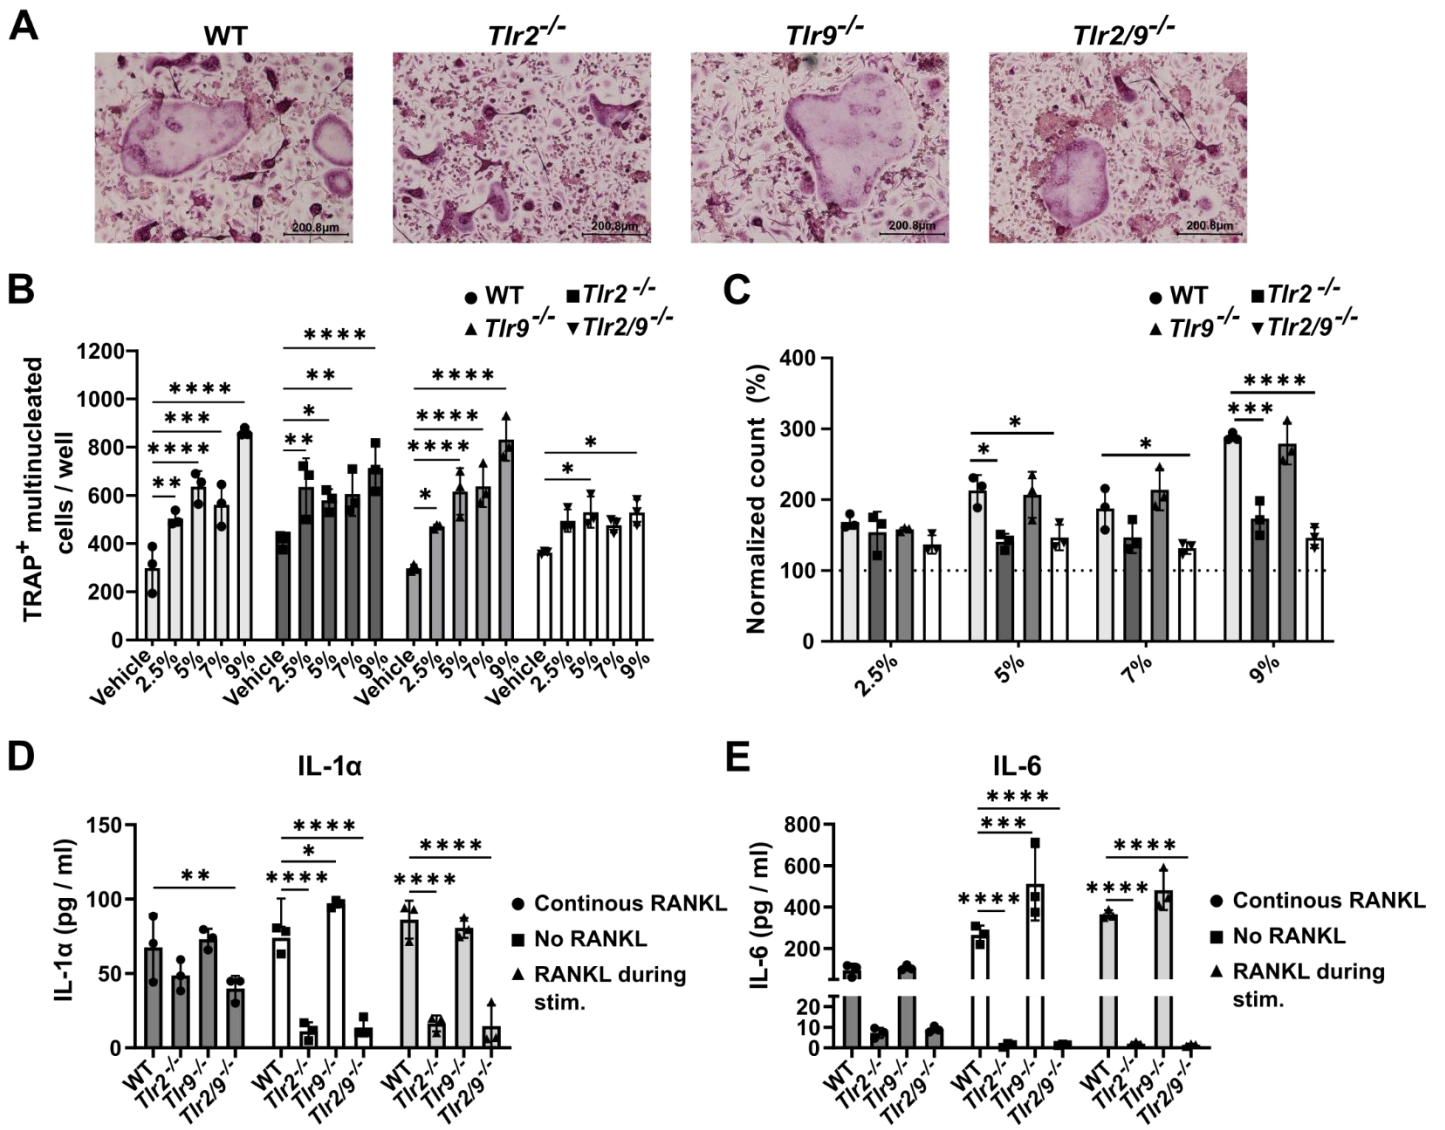 A
WT
Tlr2-/-
Tlr9-/-
Tlr2/9-/-
200.8µm
200.8µm
200.8µm
200.8µm
B
WT
Tlr2 -/-
Tlr9-/-
Tlr2/9-/-
TRAP+ multinucleated
cells / well
1200
1000
800
600
400
200
0
****
***
****
**
****
**
*
**
****
****
****
*
*
*
Vehicle
2.5%
5%
7%
9%
Vehicle
2.5%
5%
7%
9%
Vehicle
2.5%
5%
7%
9%
Vehicle
2.5%
5%
7%
9%
C
WT
Tlr2 -/-
Tlr9-/-
Tlr2/9-/-
Normalized count (%)
400
300
200
100
0
*
*
*
****
***
2.5%
5%
7%
9%
D
IL-1α
IL-1α (pg / ml)
150
100
50
0
**
****
*
****
****
****
WT
Tlr2-/-
Tlr9-/-
Tlr2/9-/-
WT
Tlr2-/-
Tlr9-/-
Tlr2/9-/-
WT
Tlr2-/-
Tlr9-/-
Tlr2/9-/-
Continous RANKL
No RANKL
RANKL during
stim.
E
IL-6
IL-6 (pg / ml)
800
600
400
200
20
10
0
****
***
****
****
****
WT
Tlr2-/-
Tlr9-/-
Tlr2/9-/-
WT
Tlr2-/-
Tlr9-/-
Tlr2/9-/-
WT
Tlr2-/-
Tlr9-/-
Tlr2/9-/-
Continous RANKL
No RANKL
RANKL during
stim.